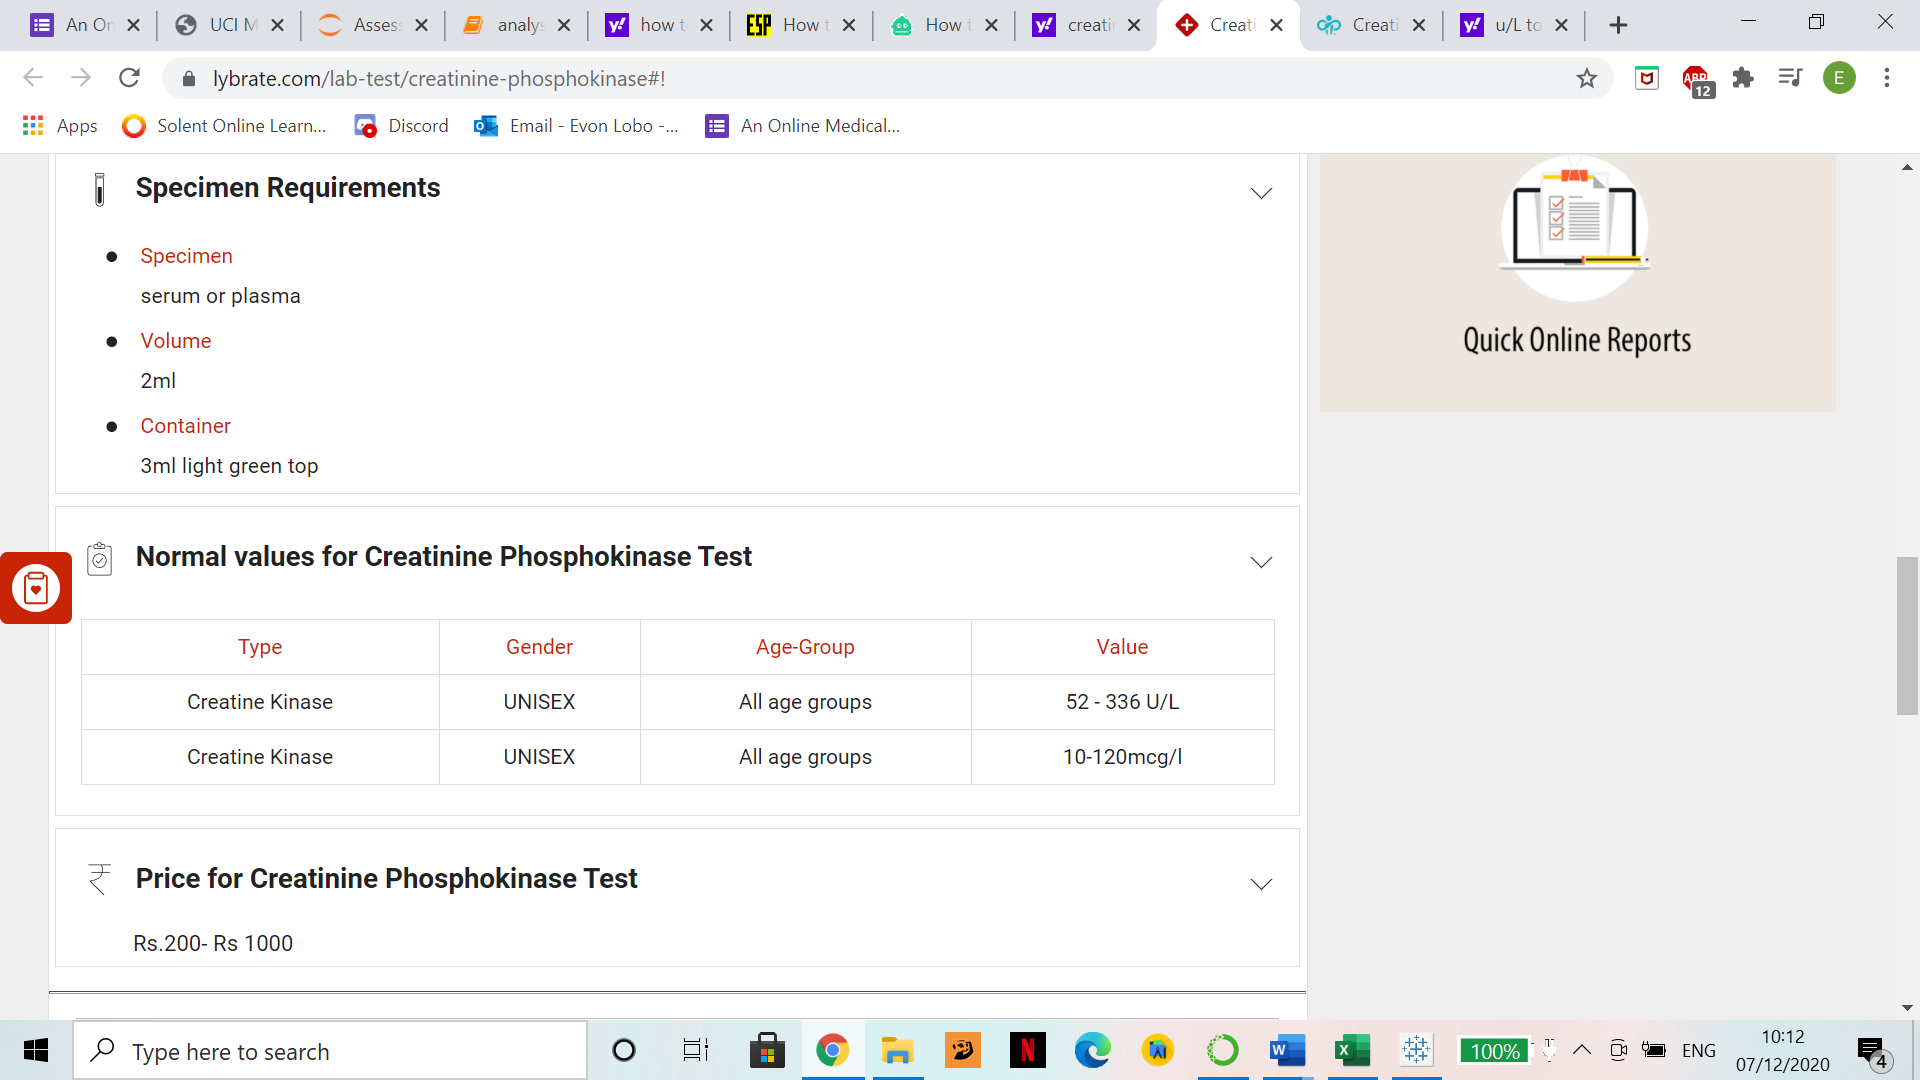 An On
UCI M
Assess
analys
how t
How t
How t
creati
Creati
Creati
u/L to
lybrate.com/lab-test/creatinine-phosphokinase#!
ABP
12
E
Apps
Solent Online Learn...
Discord
Email - Evon Lobo -...
An Online Medical...
Specimen Requirements
Specimen
serum or plasma
Volume
2ml
Container
3ml light green top
Quick Online Reports
Normal values for Creatinine Phosphokinase Test
Type Gender Age-Group Value
Creatine Kinase UNISEX All age groups 52 - 336 U/L
Creatine Kinase UNISEX All age groups 10-120mcg/l
₹ Price for Creatinine Phosphokinase Test
Rs.200- Rs 1000
Type here to search
100%
ENG
10:12
07/12/2020
4